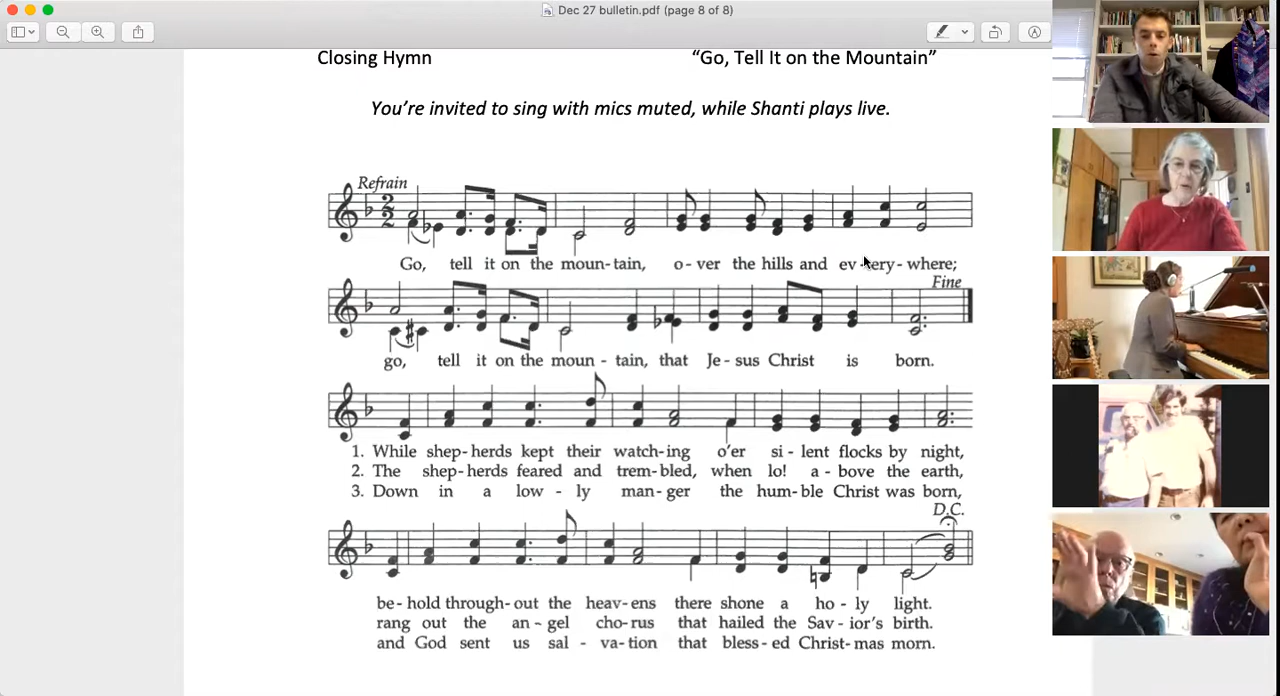 Dec 27 bulletin.pdf (page 8 of 8)
Closing Hymn “Go, Tell It on the Mountain”
You’re invited to sing with mics muted, while Shanti plays live.
Refrain
Go, tell it on the moun-tain, o-ver the hills and ev-ery-where;
Fine
go, tell it on the moun-tain, that Je-sus Christ is born.
1. While shep-herds kept their watch-ing o’er si-lent flocks by night,
2. The shep-herds feared and trem-bled, when lo! a-bove the earth,
3. Down in a low-ly man-ger the hum-ble Christ was born,
D.C.
be-hold through-out the heav-ens there shone a ho-ly light.
rang out the an-gel cho-rus that hailed the Sav-ior’s birth.
and God sent us sal-va-tion that bless-ed Christ-mas morn.